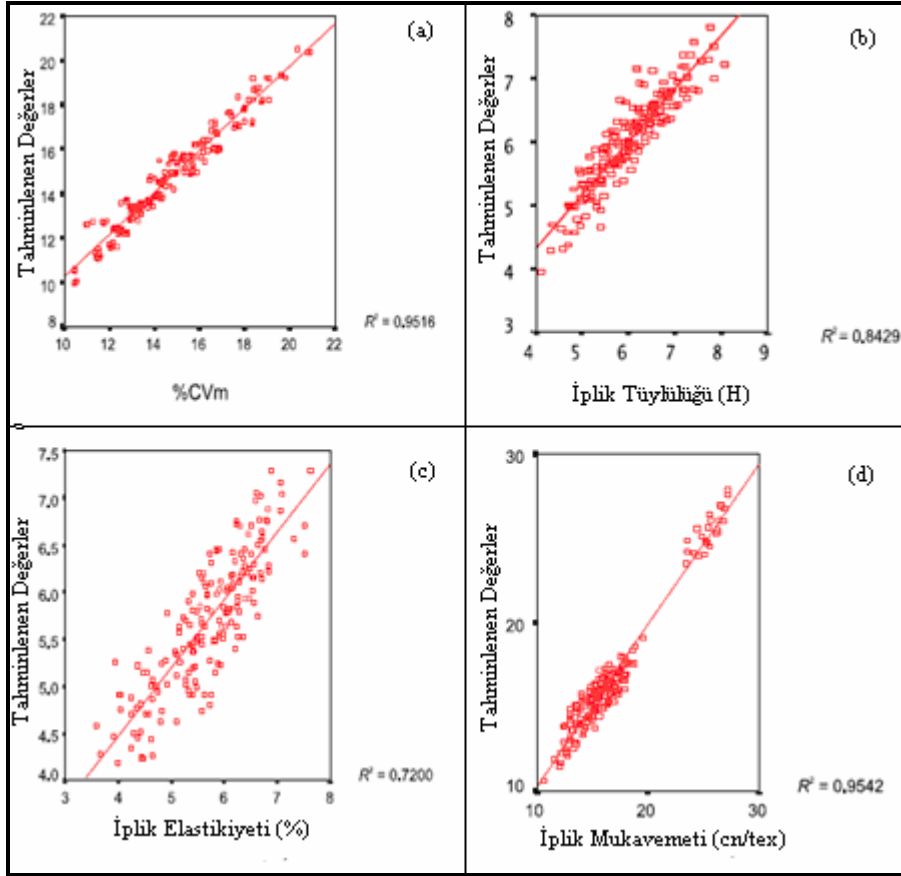 (a)
Tahminlenen Değerler
22
20
18
16
14
12
10
8
10 12 14 16 18 20 22
R² = 0.9516
%CVm
(b)
Tahminlenen Değerler
8
7
6
5
4
3
4 5 6 7 8 9
R² = 0.8429
İplik Tüylülüğü (H)
(c)
Tahminlenen Değerler
7.5
7,0
6,5
6,0
5,5
5,0
4.5
4,0
3 4 5 6 7 8
R² = 0.7200
İplik Elastikiyeti (%)
(d)
Tahminlenen Değerler
30
20
10
10 20 30
R² = 0.9542
İplik Mukavemeti (cn/tex)